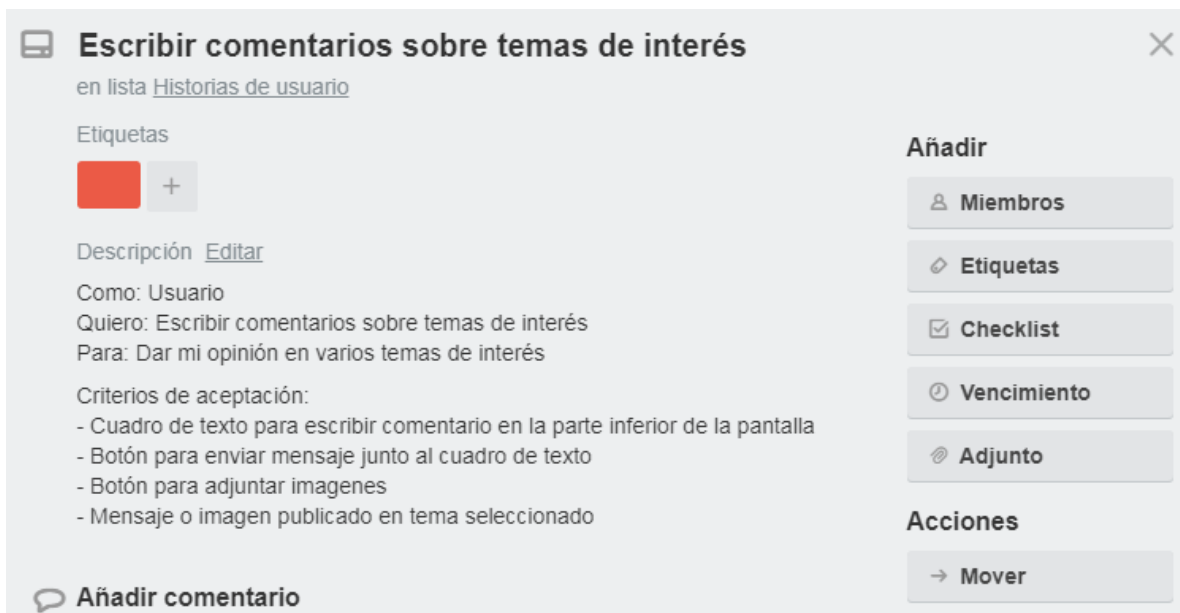 Escribir comentarios sobre temas de interés
en lista Historias de usuario
Etiquetas
+
Descripción Editar
Como: Usuario
Quiero: Escribir comentarios sobre temas de interés
Para: Dar mi opinión en varios temas de interés
Criterios de aceptación:
- Cuadro de texto para escribir comentario en la parte inferior de la pantalla
- Botón para enviar mensaje junto al cuadro de texto
- Botón para adjuntar imagenes
- Mensaje o imagen publicado en tema seleccionado
Añadir comentario
Añadir
Miembros
Etiquetas
Checklist
Vencimiento
Adjunto
Acciones
Mover